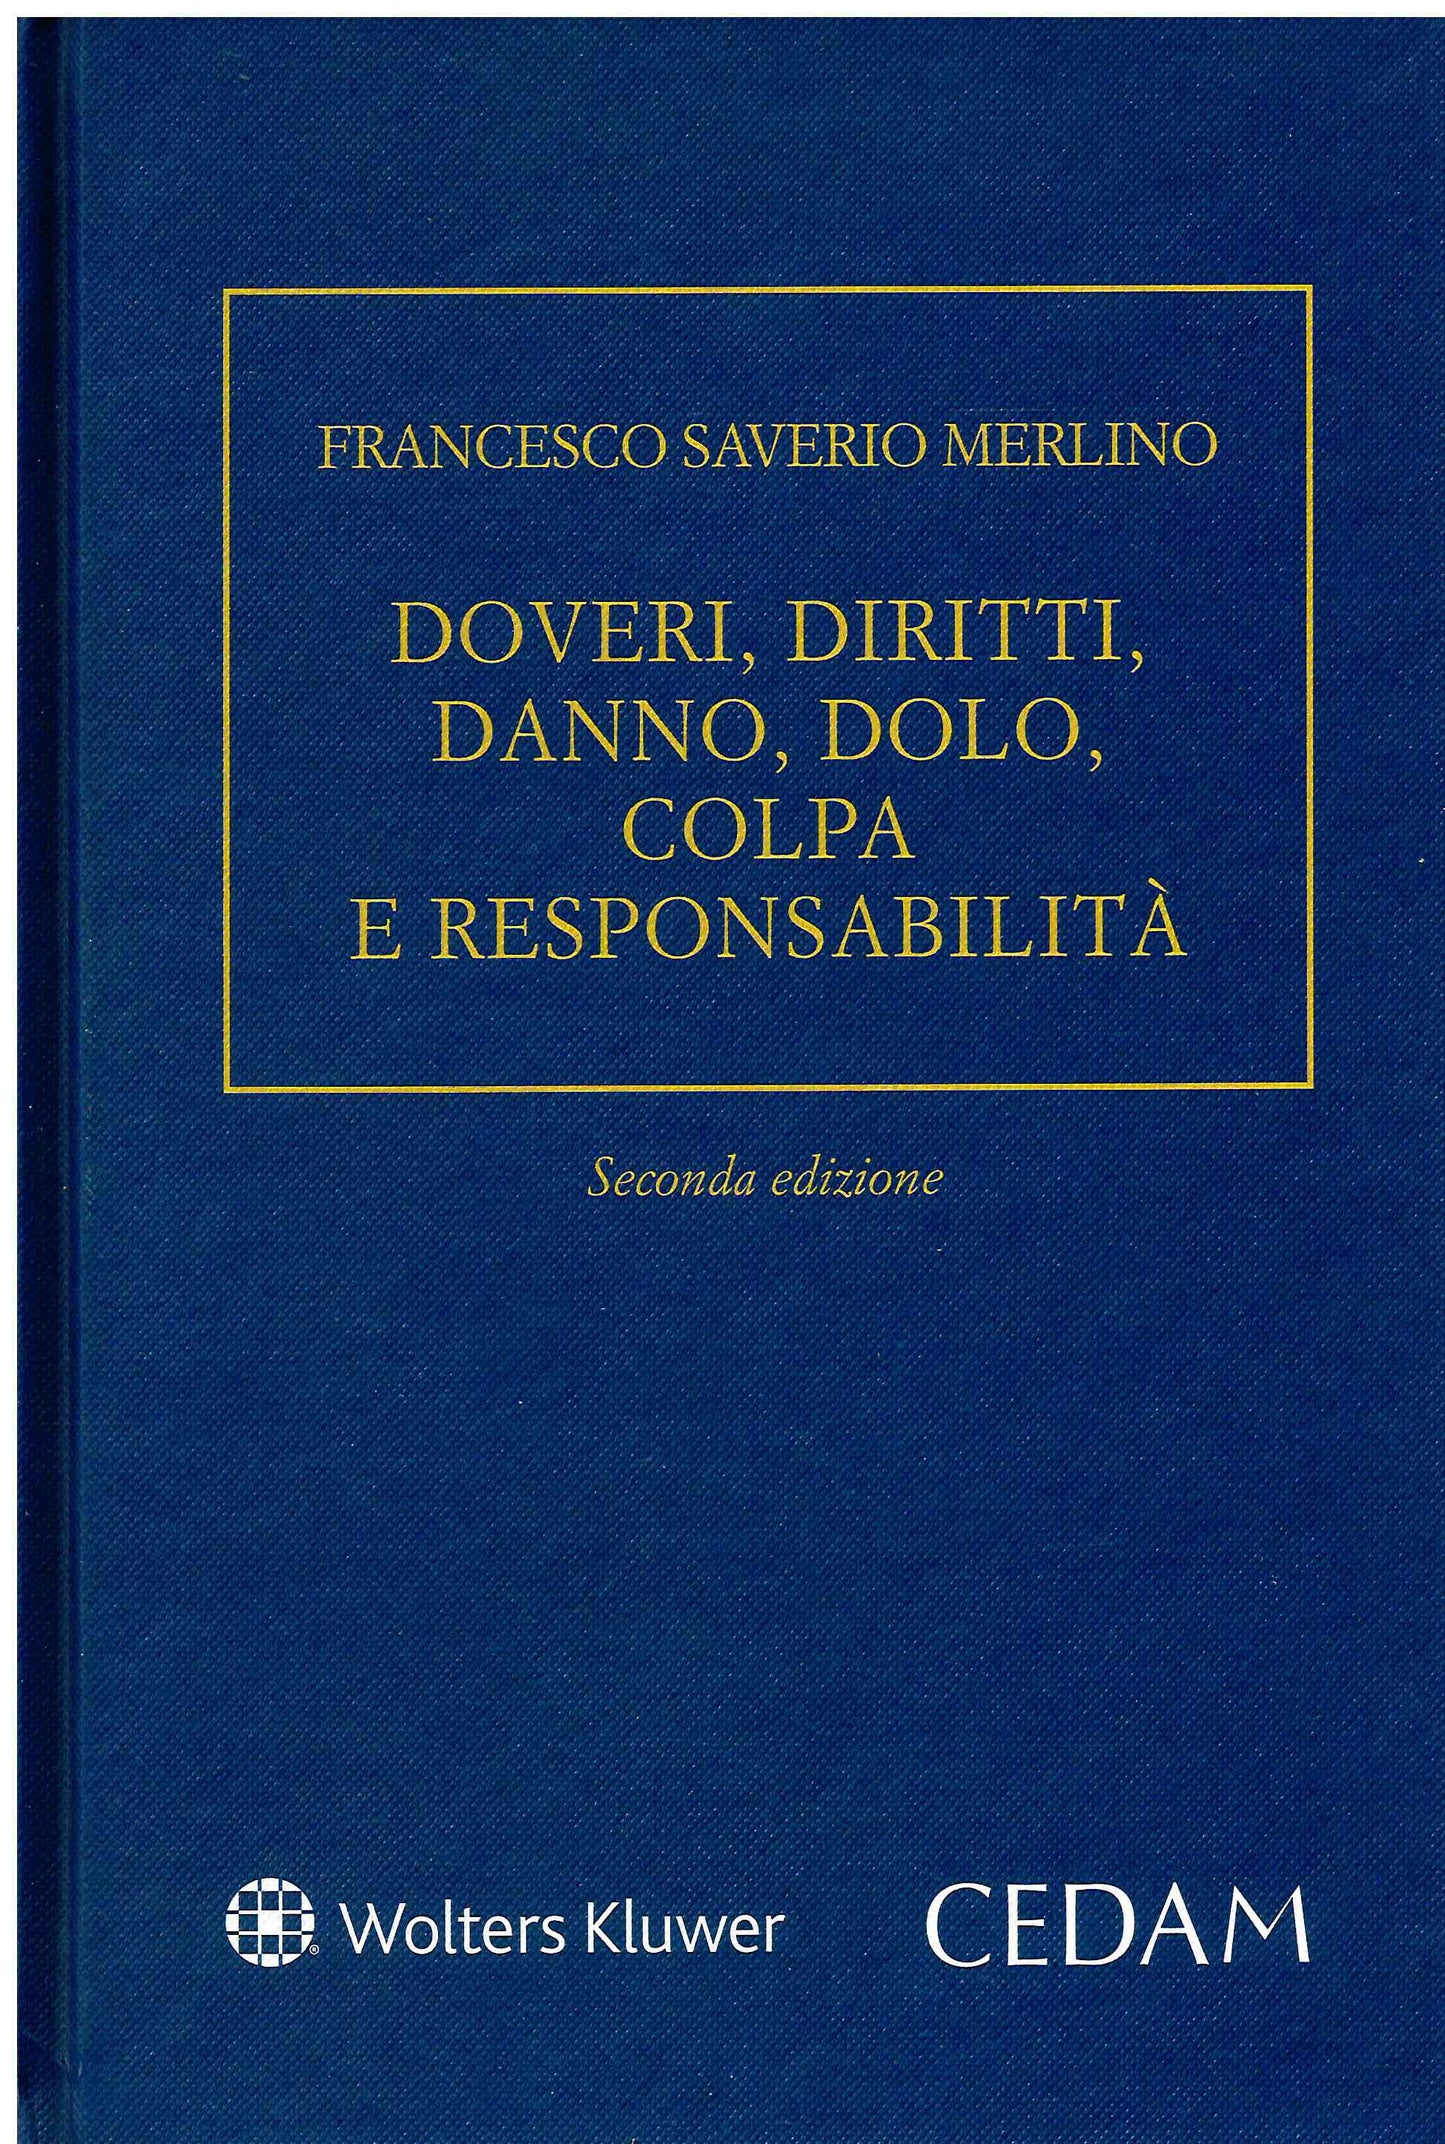 FRANCESCO SAVERIO MERLINO
DOVERI, DIRITTI,
DANNO, DOLO,
COLPA
E RESPONSABILITÀ
Seconda edizione
Wolters Kluwer
CEDAM